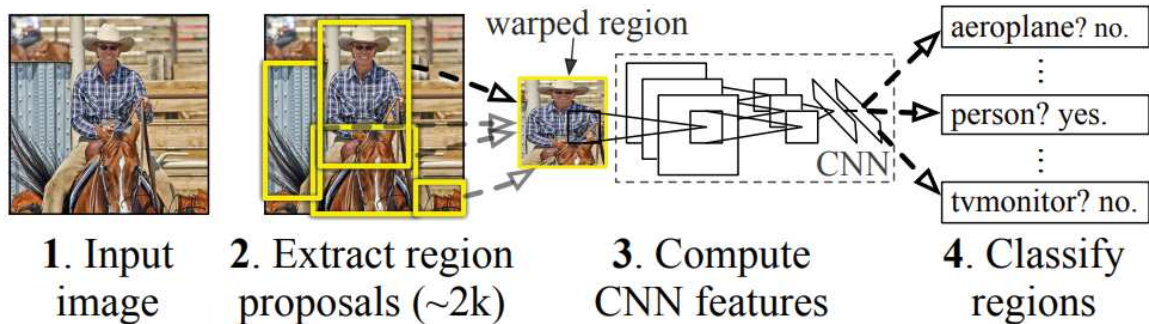 warped region
aeroplane? no.
⋮
person? yes.
CNN
⋮
tvmonitor? no.
1. Input
image
2. Extract region
proposals (~2k)
3. Compute
CNN features
4. Classify
regions